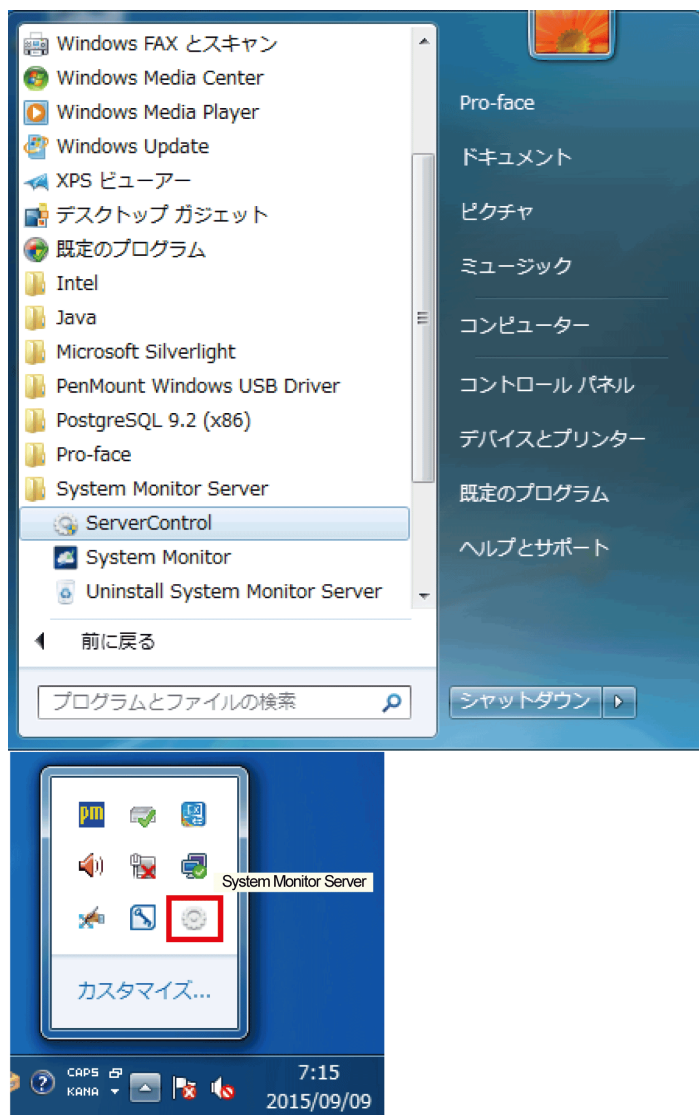 Windows FAX とスキャン
Windows Media Center
Windows Media Player
Windows Update
XPS ビューアー
デスクトップ ガジェット
既定のプログラム
Intel
Java
Microsoft Silverlight
PenMount Windows USB Driver
PostgreSQL 9.2 (x86)
Pro-face
System Monitor Server
ServerControl
System Monitor
Uninstall System Monitor Server
前に戻る
プログラムとファイルの検索
Pro-face
ドキュメント
ピクチャ
ミュージック
コンピューター
コントロール パネル
デバイスとプリンター
既定のプログラム
ヘルプとサポート
シャットダウン
pm
EX
System Monitor Server
カスタマイズ...
CAPS
KANA
7:15
2015/09/09